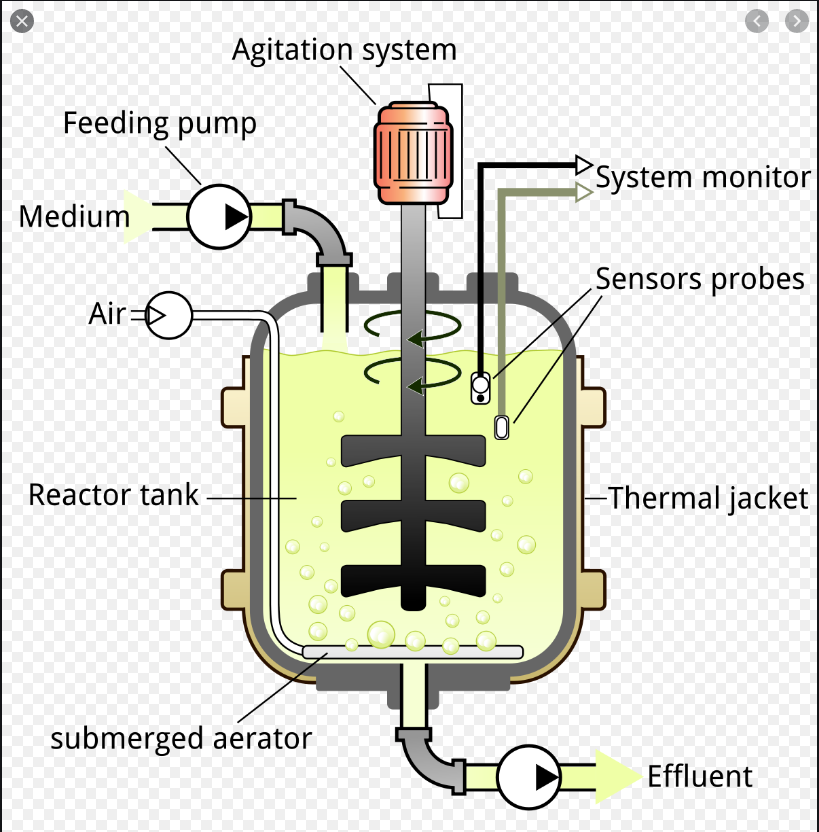 Agitation system
Feeding pump
System monitor
Medium
Sensors probes
Air
Reactor tank
Thermal jacket
submerged aerator
Effluent